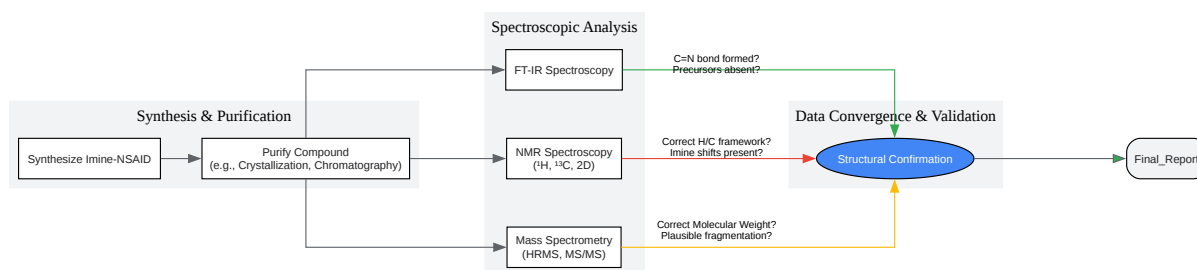 Spectroscopic Analysis
FT-IR Spectroscopy
C=N bond formed?
Precursors absent?
Synthesis & Purification
Synthesize Imine-NSAID
Purify Compound
(e.g., Crystallization, Chromatography)
NMR Spectroscopy
(¹H, ¹³C, 2D)
Correct H/C framework?
Imine shifts present?
Data Convergence & Validation
Structural Confirmation
Final_Report
Mass Spectrometry
(HRMS, MS/MS)
Correct Molecular Weight?
Plausible fragmentation?